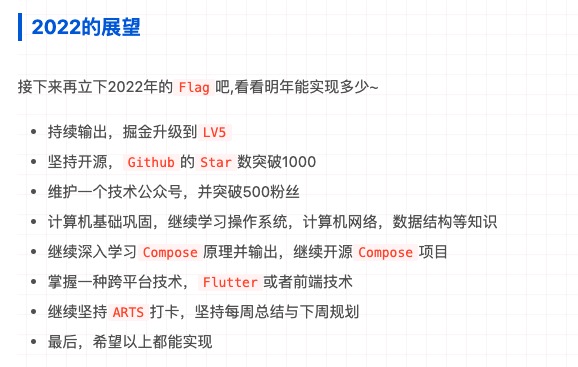 2022的展望
接下来再立下2022年的 Flag 吧,看看明年能实现多少~
持续输出，掘金升级到 LV5
坚持开源， Github 的 Star 数突破1000
维护一个技术公众号，并突破500粉丝
计算机基础巩固，继续学习操作系统，计算机网络，数据结构等知识
继续深入学习 Compose 原理并输出，继续开源 Compose 项目
掌握一种跨平台技术， Flutter 或者前端技术
继续坚持 ARTS 打卡，坚持每周总结与下周规划
最后，希望以上都能实现